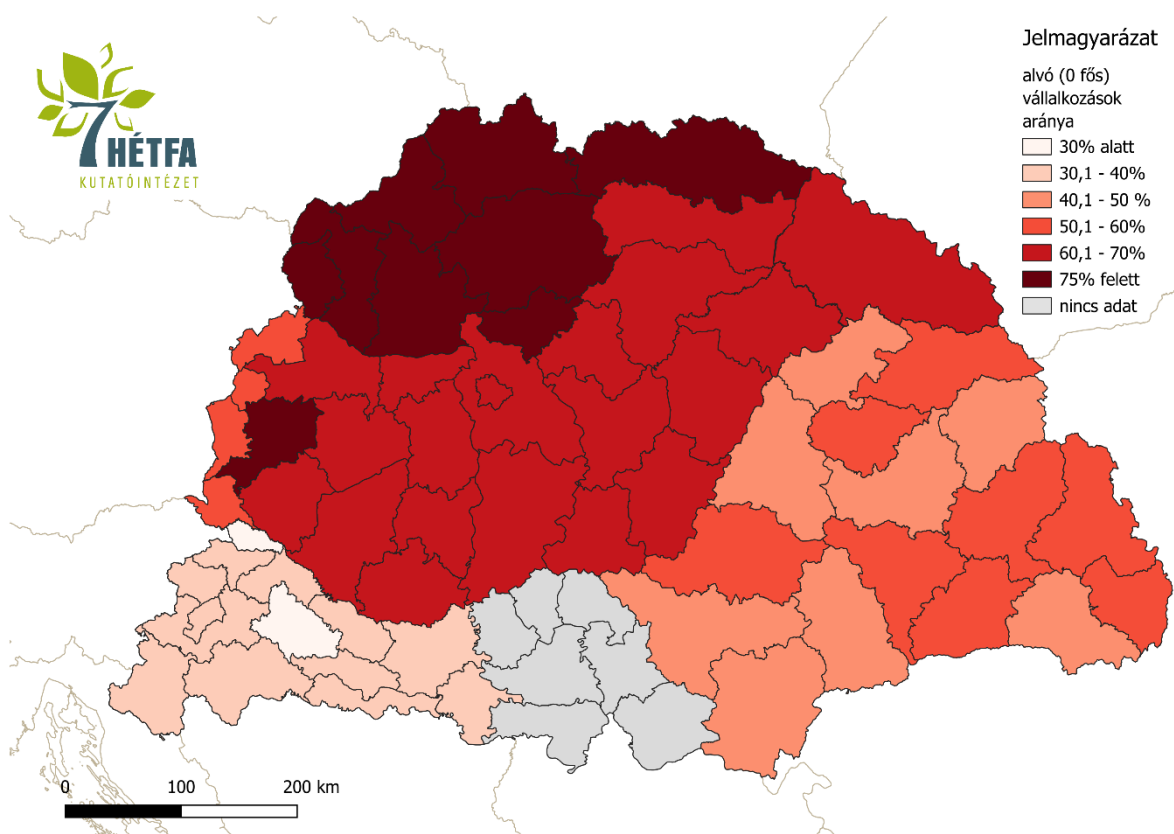 7 HÉTFA
KUTATÓINTÉZET
Jelmagyarázat
alvó (0 fős)
vállalkozások
aránya
30% alatt
30,1 - 40%
40,1 - 50 %
50,1 - 60%
60,1 - 70%
75% felett
nincs adat
0 100 200 km